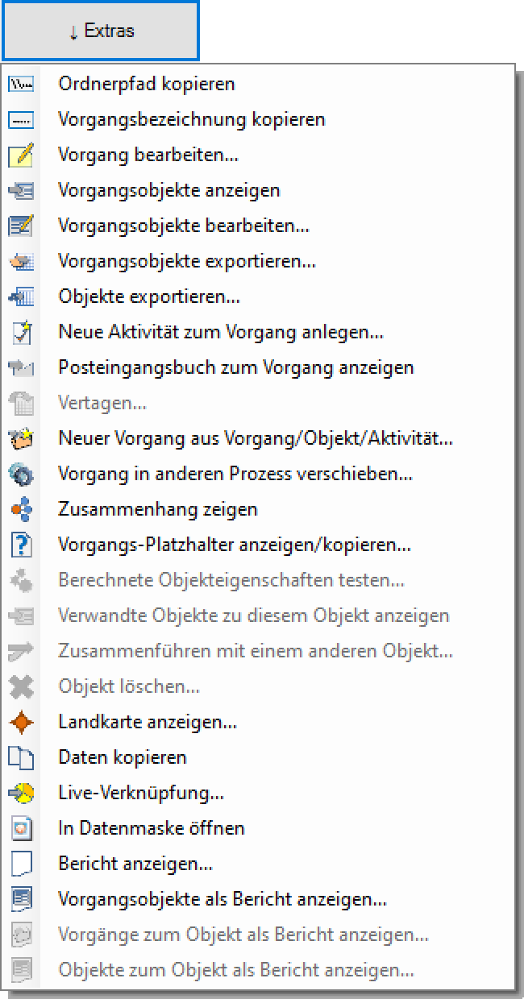 ↓ Extras
Ordnerpfad kopieren
Vorgangsbezeichnung kopieren
Vorgang bearbeiten...
Vorgangsobjekte anzeigen
Vorgangsobjekte bearbeiten...
Vorgangsobjekte exportieren...
Objekte exportieren...
Neue Aktivität zum Vorgang anlegen...
Posteingangsbuch zum Vorgang anzeigen
Vertagen...
Neuer Vorgang aus Vorgang/Objekt/Aktivität...
Vorgang in anderen Prozess verschieben...
Zusammenhang zeigen
Vorgangs-Platzhalter anzeigen/kopieren...
Berechnete Objekteigenschaften testen...
Verwandte Objekte zu diesem Objekt anzeigen
Zusammenführen mit einem anderen Objekt...
Objekt löschen...
Landkarte anzeigen...
Daten kopieren
Live-Verknüpfung...
In Datenmaske öffnen
Bericht anzeigen...
Vorgangsobjekte als Bericht anzeigen...
Vorgänge zum Objekt als Bericht anzeigen...
Objekte zum Objekt als Bericht anzeigen...